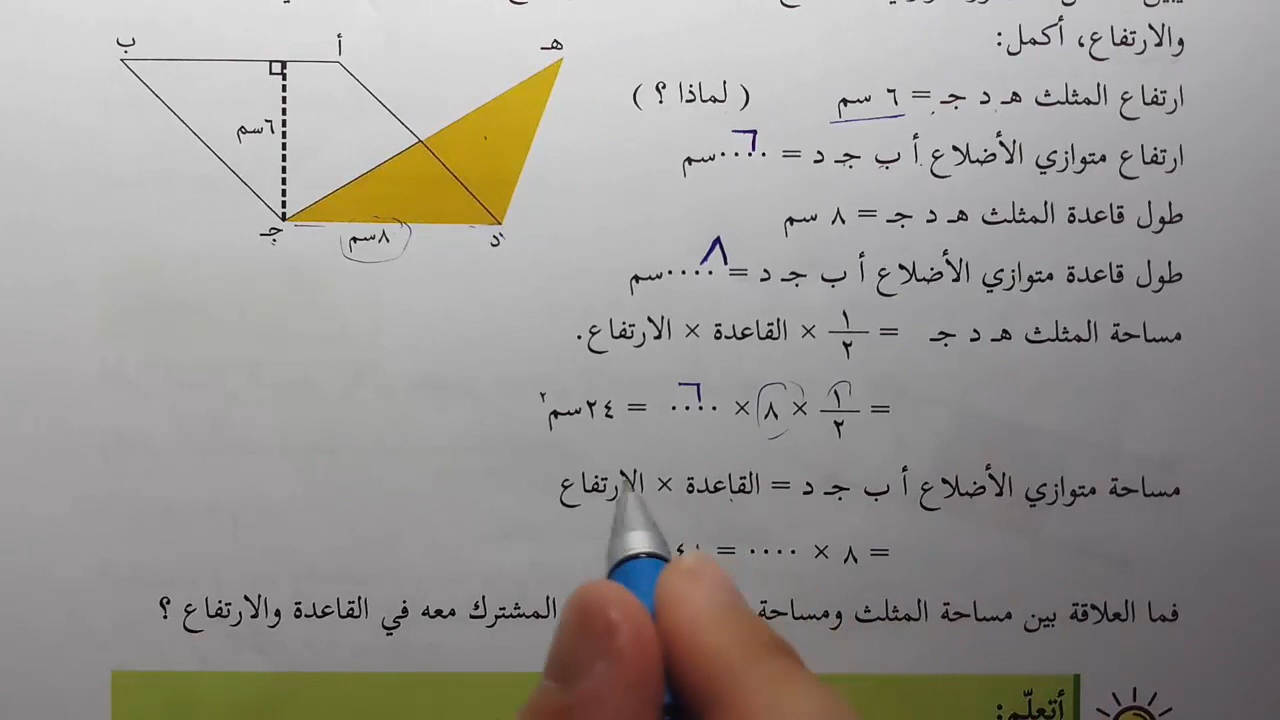 والارتفاع، أكمل:
ارتفاع المثلث هـ د جـ = ٦ سم ( لماذا ؟ )
ارتفاع متوازي الأضلاع أ ب جـ د = ٦ .... سم
طول قاعدة المثلث هـ د جـ = ٨ سم
طول قاعدة متوازي الأضلاع أ ب جـ د = ٨ .... سم
مساحة المثلث هـ د جـ = ١/٢ × القاعدة × الارتفاع.
= ١/٢ × ٨ × ٦ .... = ٢٤سم٢
مساحة متوازي الأضلاع أ ب جـ د = القاعدة × الارتفاع
= ٨ × .... =
فما العلاقة بين مساحة المثلث ومساحة المشترك معه في القاعدة والارتفاع ؟
أتعلّم:
ب
أ
هـ
٦سم
جـ
٨سم
د